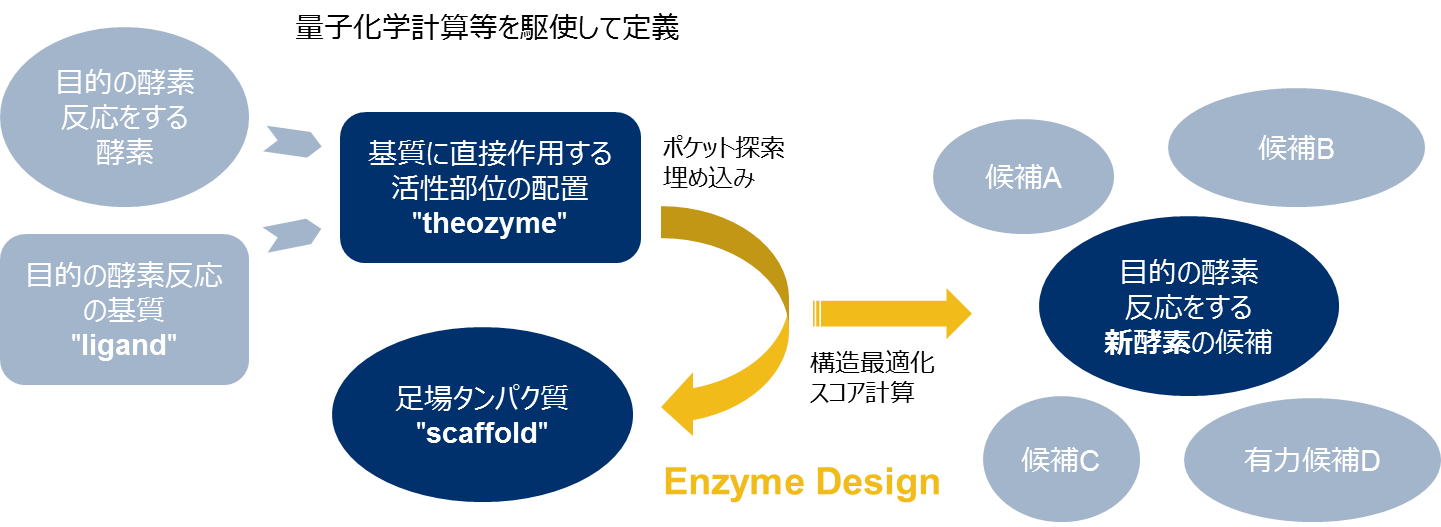 量子化学計算等を駆使して定義
目的の酵素
反応をする
酵素
目的の酵素反応
の基質
"ligand"
基質に直接作用する
活性部位の配置
"theozyme"
ポケット探索
埋め込み
足場タンパク質
"scaffold"
構造最適化
スコア計算
Enzyme Design
候補A
候補B
目的の酵素
反応をする
新酵素の候補
候補C
有力候補D